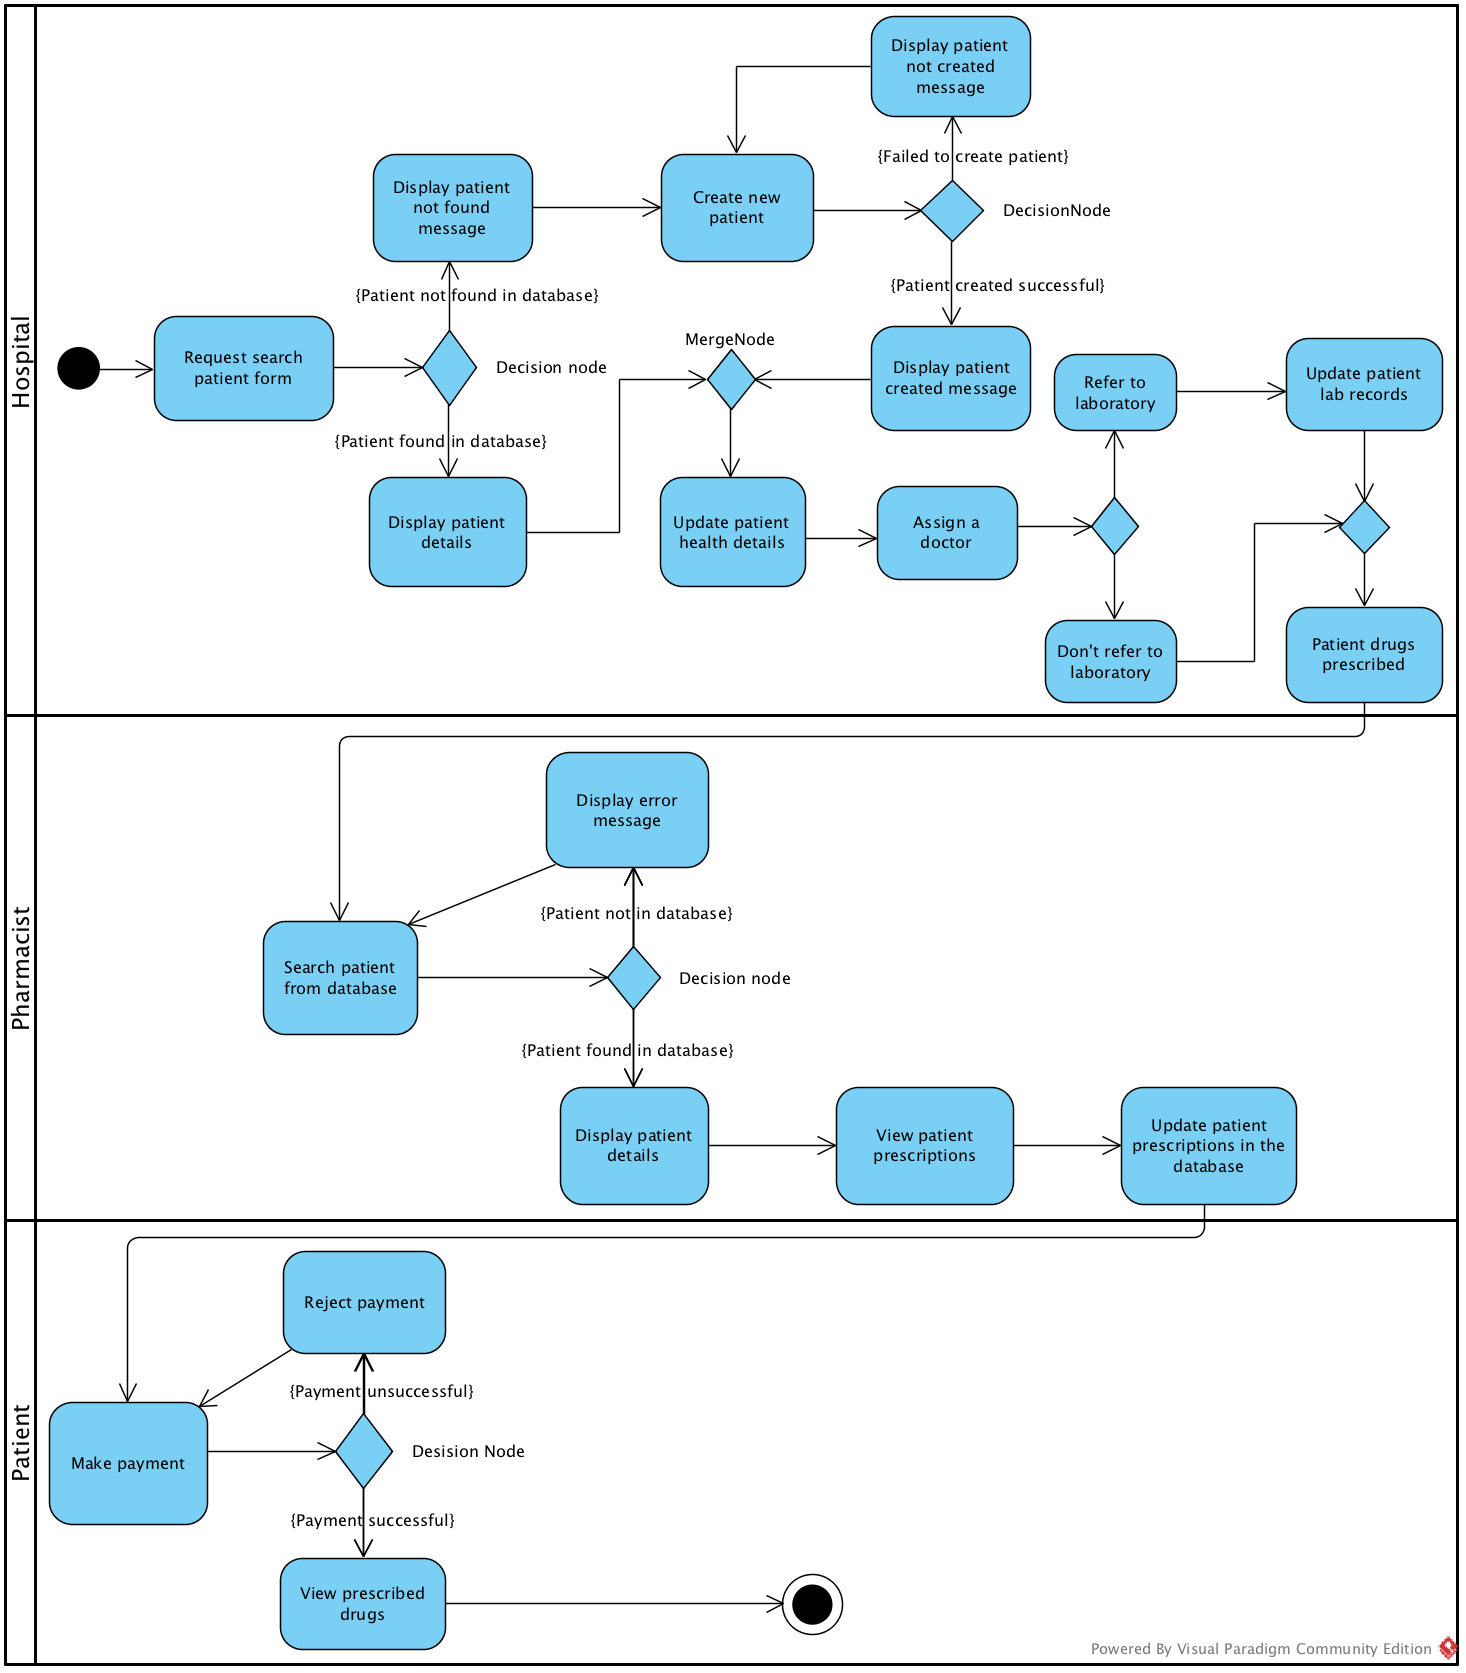 Hospital
Display patient
not created
message
{Failed to create patient}
Display patient
not found
message
Create new
patient
DecisionNode
{Patient not found in database}
{Patient created successful}
Request search
patient form
Decision node
MergeNode
Display patient
created message
Refer to
laboratory
Update patient
lab records
{Patient found in database}
Display patient
details
Update patient
health details
Assign a
doctor
Don't refer to
laboratory
Patient drugs
prescribed
Pharmacist
Display error
message
{Patient not in database}
Search patient
from database
Decision node
{Patient found in database}
Display patient
details
View patient
prescriptions
Update patient
prescriptions in the
database
Patient
Reject payment
{Payment unsuccessful}
Make payment
Desision Node
{Payment successful}
View prescribed
drugs
Powered By Visual Paradigm Community Edition